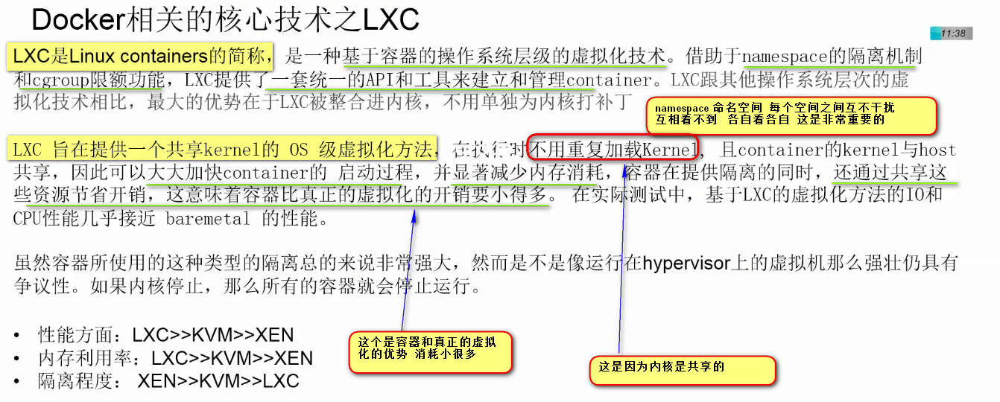 Docker相关的核心技术之LXC
11:38
LXC是Linux containers的简称，是一种基于容器的操作系统层级的虚拟化技术。借助于namespace的隔离机制
和cgroup限额功能，LXC提供了一套统一的API和工具来建立和管理container。LXC跟其他操作系统层次的虚
拟化技术相比，最大的优势在于LXC被整合进内核，不用单独为内核打补丁
namespace 命名空间 每个空间之间互不干扰
互相看不到 各自看各自 这是非常重要的
LXC 旨在提供一个共享kernel的 OS 级虚拟化方法，在执行时不用重复加载Kernel, 且container的kernel与host
共享，因此可以大大加快container的 启动过程，并显著减少内存消耗，容器在提供隔离的同时，还通过共享这
些资源节省开销，这意味着容器比真正的虚拟化的开销要小得多。 在实际测试中，基于LXC的虚拟化方法的IO和
CPU性能几乎接近 baremetal 的性能。
虽然容器所使用的这种类型的隔离总的来说非常强大，然而是不是像运行在hypervisor上的虚拟机那么强壮仍具有
争议性。如果内核停止，那么所有的容器就会停止运行。
• 性能方面：LXC>>KVM>>XEN
• 内存利用率：LXC>>KVM>>XEN
• 隔离程度： XEN>>KVM>>LXC
这个是容器和真正的虚拟
化的优势 消耗小很多
这是因为内核是共享的